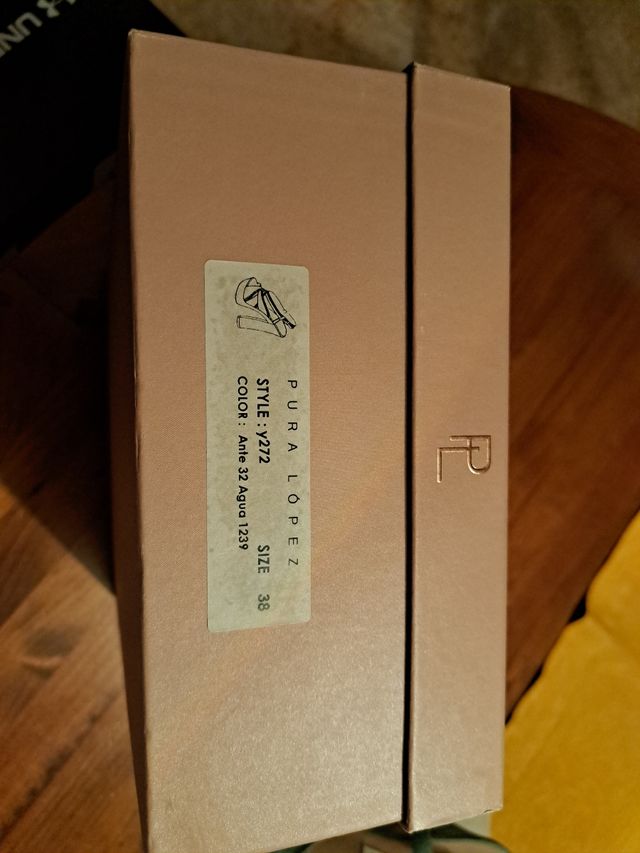 PL
PURA LÓPEZ
STYLE : y272 SIZE 38
COLOR : Ante 32 Agua 1239